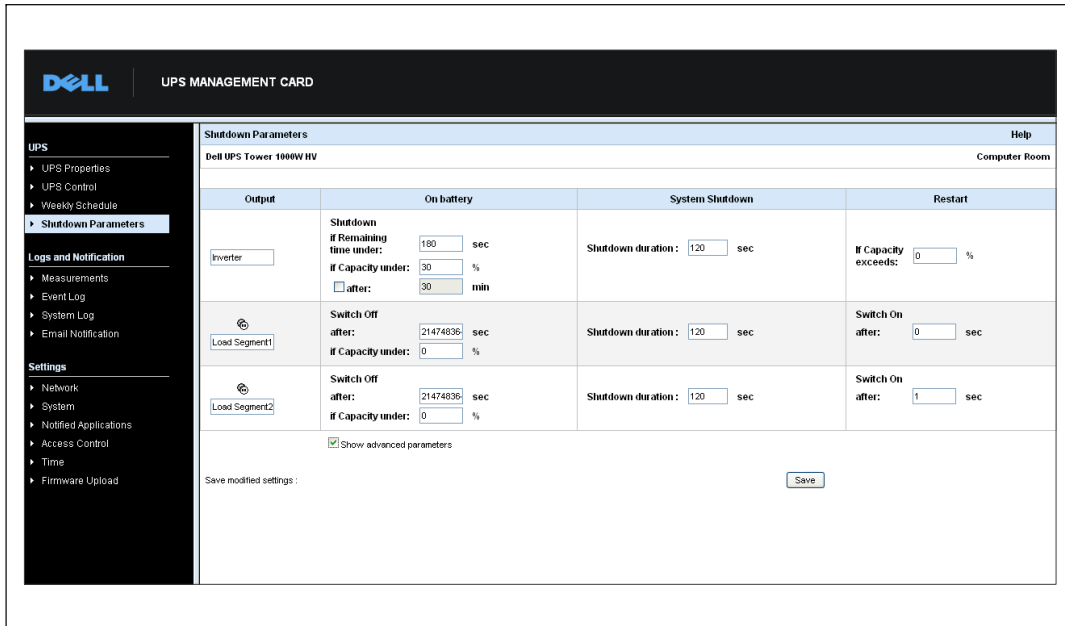 DELL
UPS MANAGEMENT CARD
UPS
UPS Properties
UPS Control
Weekly Schedule
Shutdown Parameters
Logs and Notification
Measurements
Event Log
System Log
Email Notification
Settings
Network
System
Notified Applications
Access Control
Time
Firmware Upload
Shutdown Parameters Help
Dell UPS Tower 1000W HV Computer Room
Output On battery System Shutdown Restart
Inverter
Shutdown
if Remaining
time under: 180 sec
if Capacity under: 30 %
after: 30 min
Shutdown duration : 120 sec
If Capacity
exceeds: 0 %
Load Segment1
Switch Off
after: 21474836 sec
if Capacity under: 0 %
Shutdown duration : 120 sec
Switch On
after: 0 sec
Load Segment2
Switch Off
after: 21474836 sec
if Capacity under: 0 %
Shutdown duration : 120 sec
Switch On
after: 1 sec
Show advanced parameters
Save modified settings :
Save